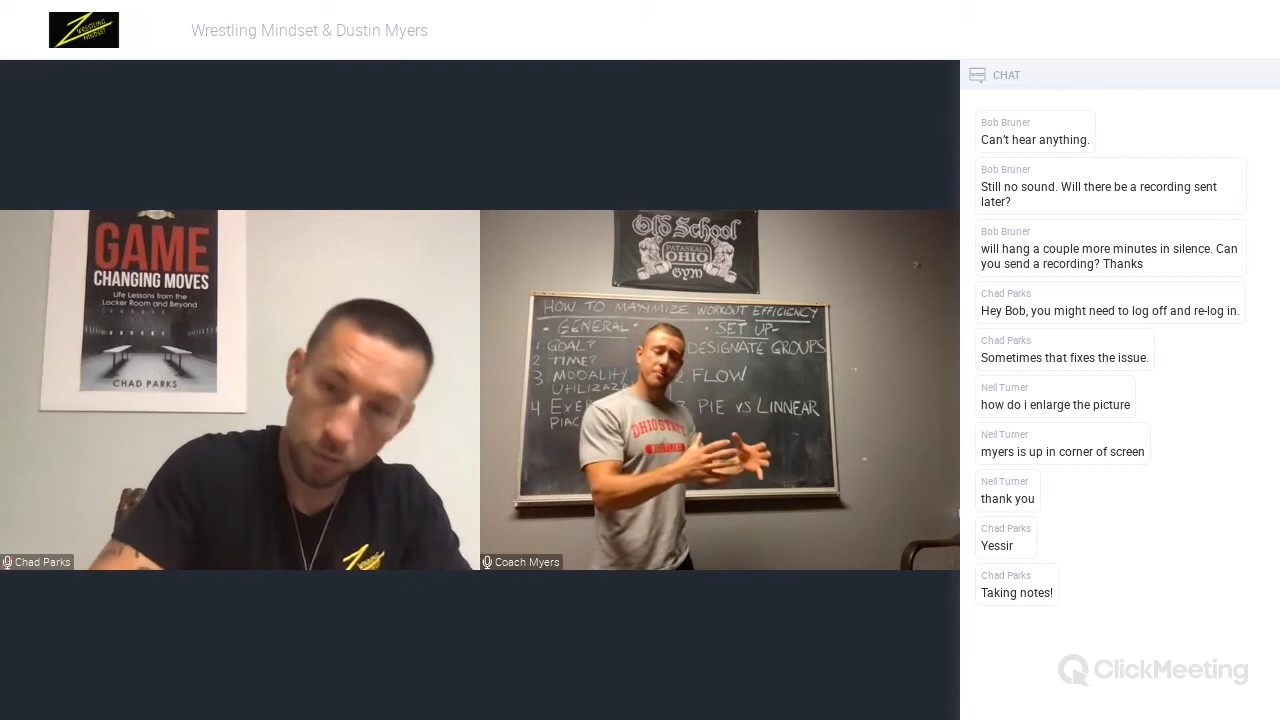 WRESTLING
MINDSET
Wrestling Mindset & Dustin Myers
CHAT
Bob Bruner
Can't hear anything.
Bob Bruner
Still no sound. Will there be a recording sent
later?
Bob Bruner
will hang a couple more minutes in silence. Can
you send a recording? Thanks
Chad Parks
Hey Bob, you might need to log off and re-log in.
Chad Parks
Sometimes that fixes the issue.
Neil Turner
how do i enlarge the picture
Neil Turner
myers is up in corner of screen
Neil Turner
thank you
Chad Parks
Yessir
Chad Parks
Taking notes!
ClickMeeting
GAME
CHANGING MOVES
Life Lessons from the
Locker Room and Beyond
CHAD PARKS
Chad Parks
Old School
PATASKALA
OHIO
GYM
HOW TO MAXIMIZE WORKOUT EFFICIENCY
• GENERAL •
1. GOAL?
2 TIME?
3 MODALITY
UTILIZA
4. EXER
PLAC
• SET UP-
DESIGNATE GROUPS
2. FLOW
3. PIE VS LINNEAR
OHIO STATE
Coach Myers